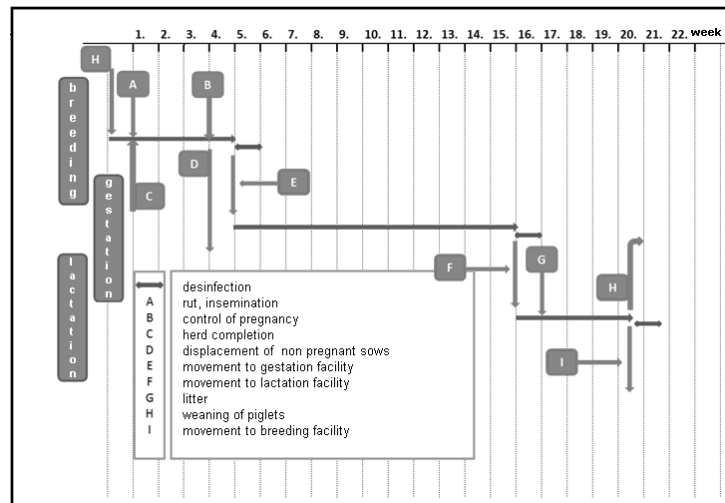 1. 2. 3. 4. 5. 6. 7. 8. 9. 10. 11. 12. 13. 14. 15. 16. 17. 18. 19. 20. 21. 22. week
H
A
B
breeding
D
E
C
gestation
F
G
H
I
lactation
desinfection
A rut, insemination
B control of pregnancy
C herd completion
D displacement of non pregnant sows
E movement to gestation facility
F movement to lactation facility
G litter
H weaning of piglets
I movement to breeding facility